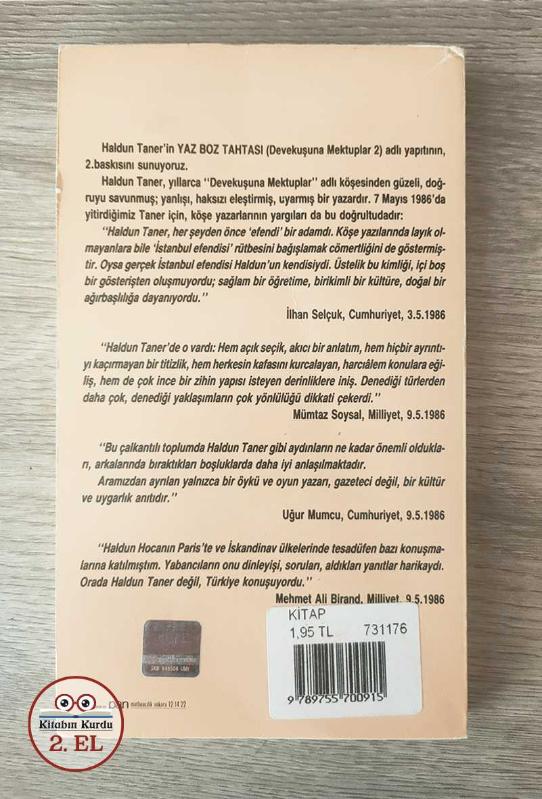 Haldun Taner'in YAZ BOZ TAHTASI (Devekuşuna Mektuplar 2) adlı yapıtının,
2.baskısını sunuyoruz.
Haldun Taner, yıllarca "Devekuşuna Mektuplar" adlı köşesinden güzeli, doğ-
ruyu savunmuş; yanlışı, haksızı eleştirmiş, uyarmış bir yazardır. 7 Mayıs 1986'da
yitirdiğimiz Taner için, köşe yazarlarının yargıları da bu doğrultudadır:
"Haldun Taner, her şeyden önce 'efendi' bir adamdı. Köşe yazılarında layık ol-
mayanlara bile 'İstanbul efendisi' rütbesini bağışlamak cömertliğini de göstermiş-
tir. Oysa gerçek İstanbul efendisi Haldun'un kendisiydi. Üstelik bu kimliği, içi boş
bir gösterişten oluşmuyordu; sağlam bir öğretime, birikimli bir kültüre, doğal bir
ağırbaşlılığa dayanıyordu."
İlhan Selçuk, Cumhuriyet, 3.5.1986
"Haldun Taner'de o vardı: Hem açık seçik, akıcı bir anlatım, hem hiçbir ayrıntı-
yı kaçırmayan bir titizlik, hem herkesin kafasını kurcalayan, harcıâlem konulara eği-
liş, hem de çok ince bir zihin yapısı isteyen derinliklere iniş. Denediği türlerden
daha çok, denediği yaklaşımların çok yönlülüğü dikkati çekerdi."
Mümtaz Soysal, Milliyet, 9.5.1986
"Bu çalkantılı toplumda Haldun Taner gibi aydınların ne kadar önemli oldukla-
rı, arkalarında bıraktıkları boşluklarda daha iyi anlaşılmaktadır.
Aramızdan ayrılan yalnızca bir öykü ve oyun yazarı, gazeteci değil, bir kültür
ve uygarlık anıtıdır."
Uğur Mumcu, Cumhuriyet, 9.5.1986
"Haldun Hocanın Paris'te ve İskandinav ülkelerinde tesadüfen bazı konuşma-
larına katılmıştım. Yabancıların onu dinleyişi, soruları, aldıkları yanıtlar harikaydı.
Orada Haldun Taner değil, Türkiye konuşuyordu."
Mehmet Ali Birand, Milliyet, 9.5.1986
KİTAP
1,95 TL 731176
9 789755 700915
pan matbaacılık ankara 12 14 22
Kitabın Kurdu
2. EL